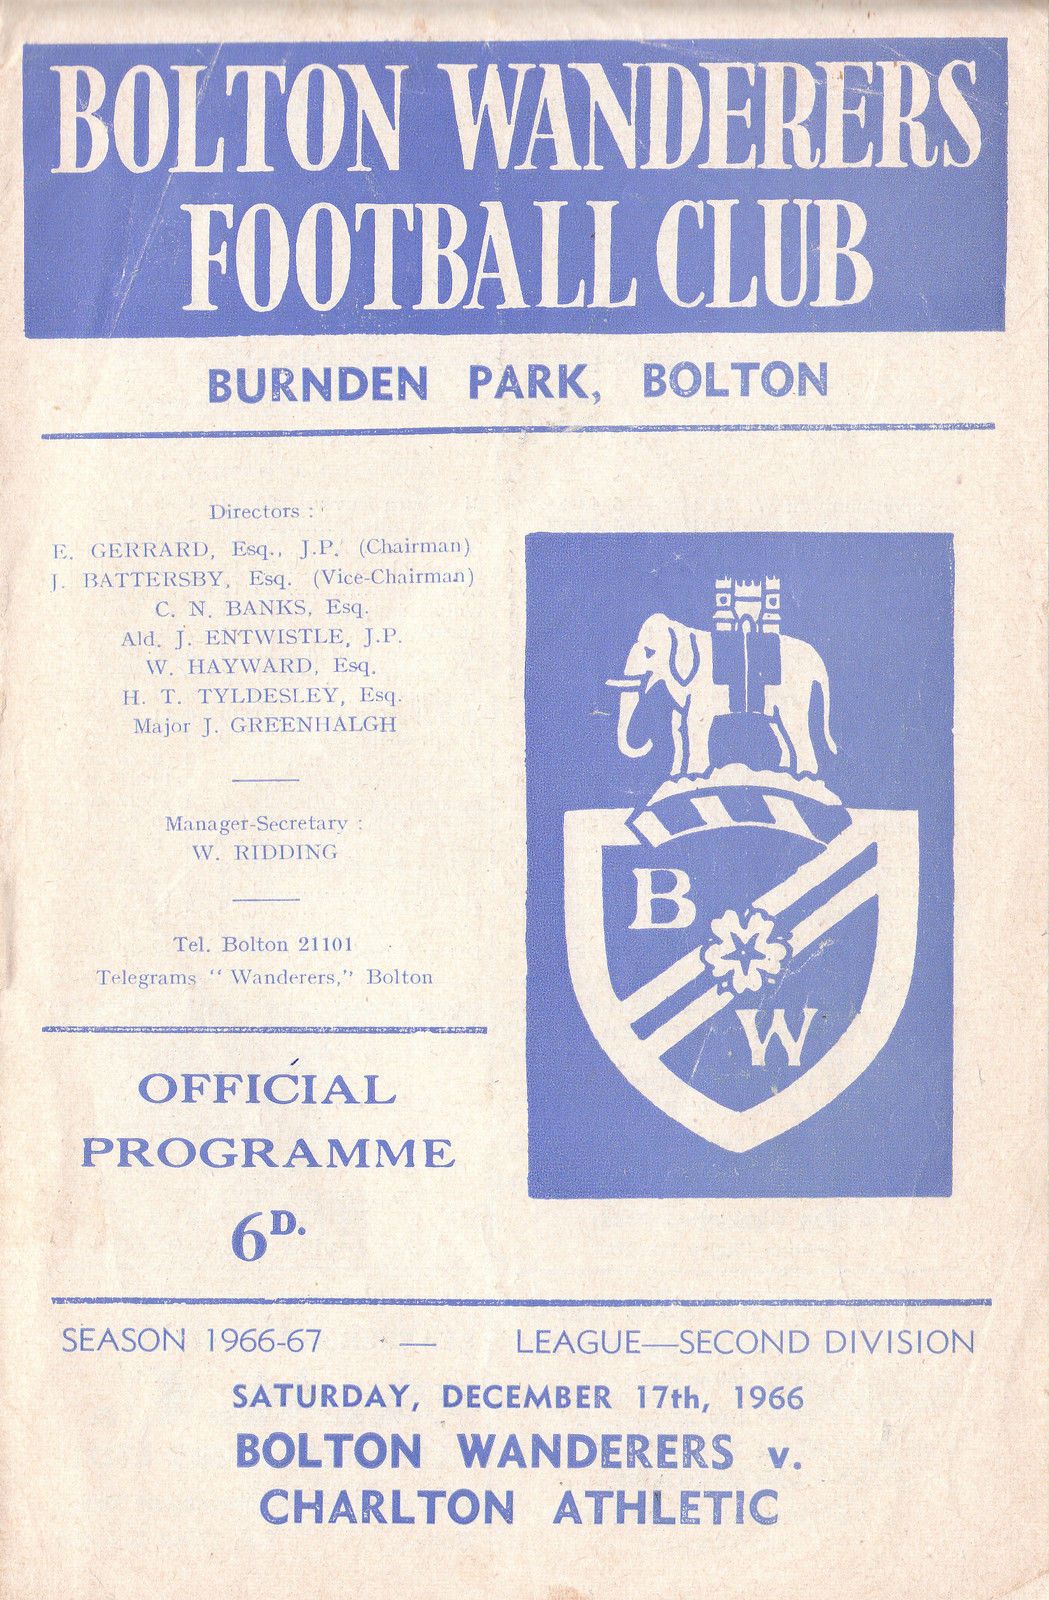 BOLTON WANDERERS
FOOTBALL CLUB
BURNDEN PARK, BOLTON
Directors :
E. GERRARD, Esq., J.P. (Chairman)
J. BATTERSBY, Esq. (Vice-Chairman)
C. N. BANKS, Esq.
Ald. J. ENTWISTLE, J.P.
W. HAYWARD, Esq.
H. T. TYLDESLEY, Esq.
Major J. GREENHALGH
Manager-Secretary :
W. RIDDING
Tel. Bolton 21101
Telegrams “ Wanderers,” Bolton
OFFICIAL
PROGRAMME
6D.
B
W
SEASON 1966-67 — LEAGUE—SECOND DIVISION
SATURDAY, DECEMBER 17th, 1966
BOLTON WANDERERS v.
CHARLTON ATHLETIC